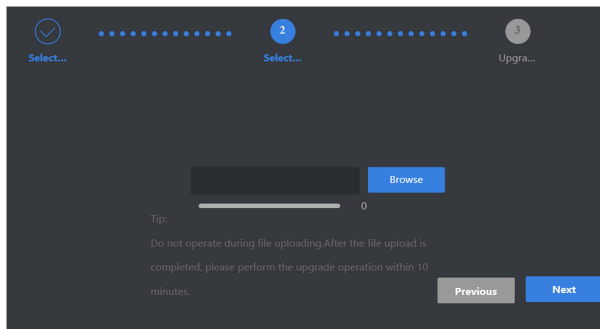 2
3
Select...
Select...
Upgra...
Browse
0
Tip:
Do not operate during file uploading.After the file upload is
completed, please perform the upgrade operation within 10
minutes.
Previous
Next